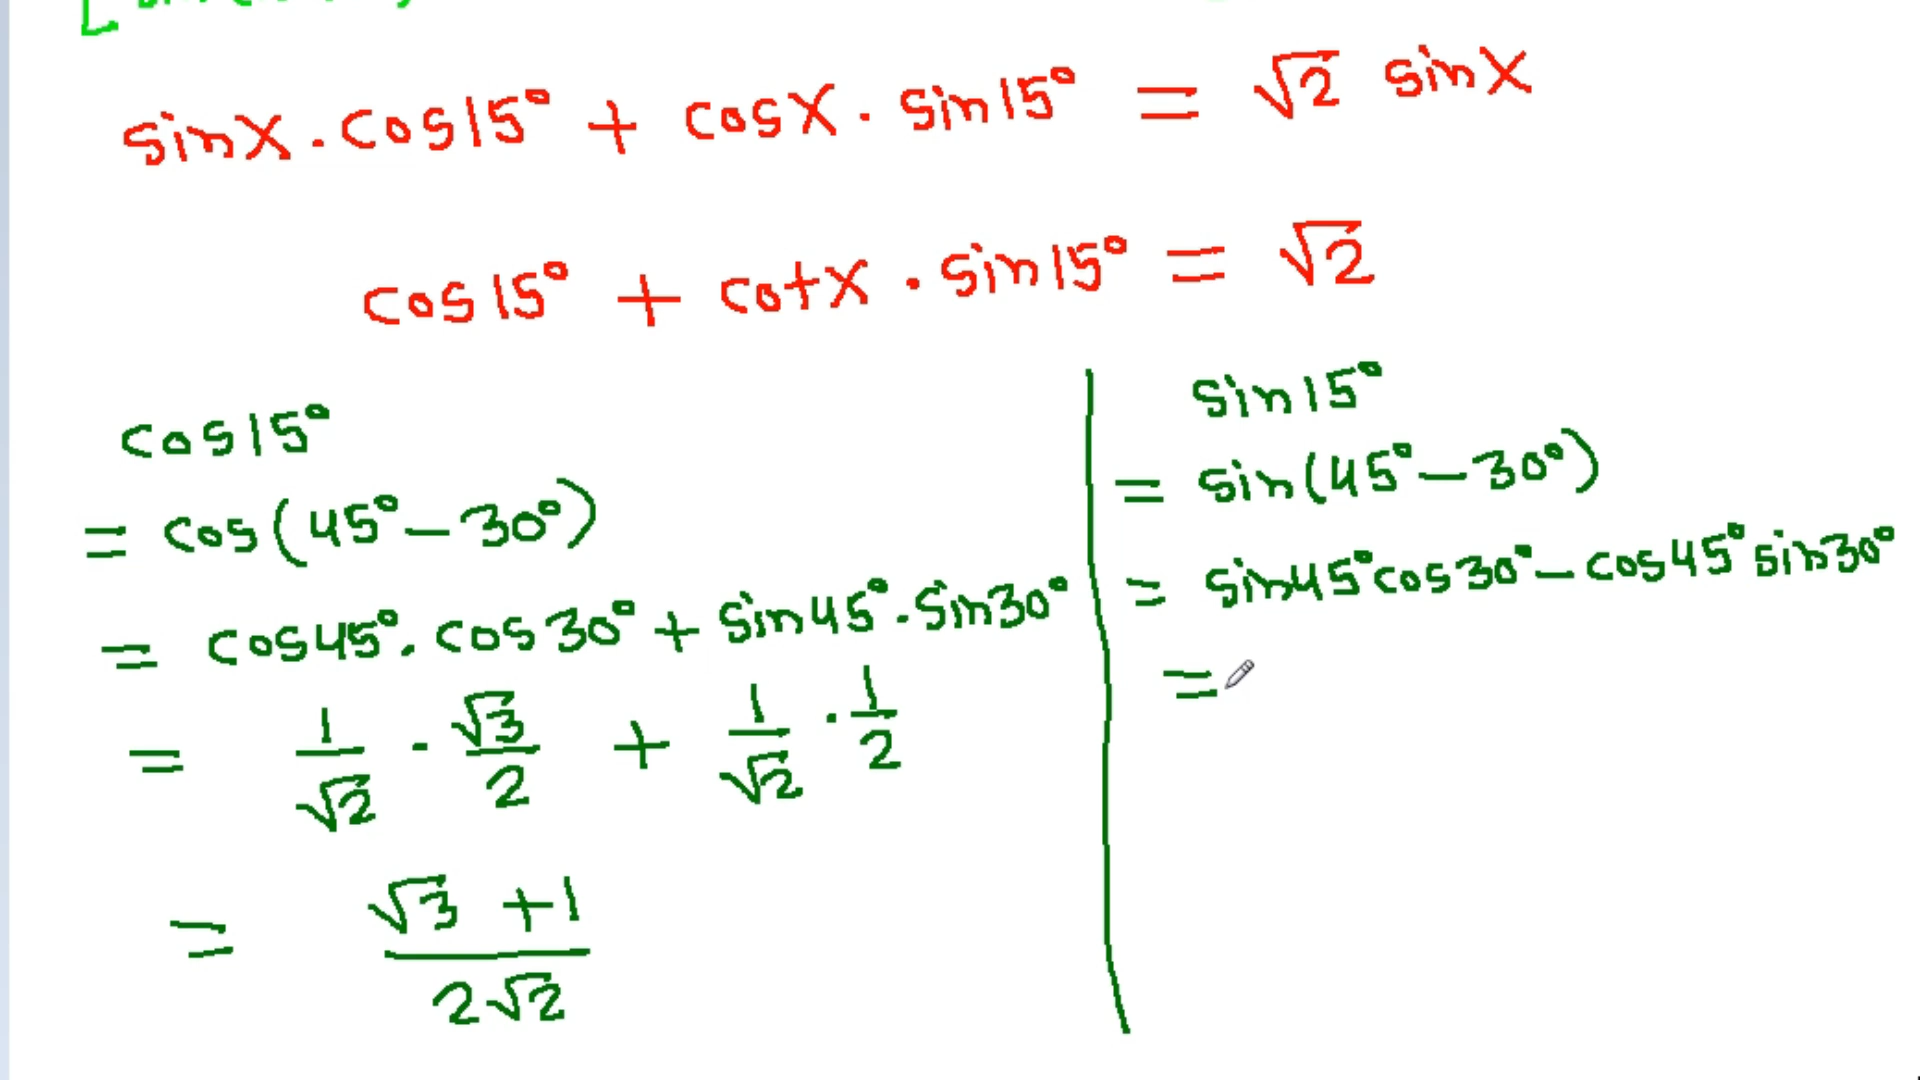 sinx . cos15° + cosx . sin15° = √2 sinx
cos15° + cotx . sin15° = √2
cos15°
= cos(45° – 30°)
= cos45° . cos30° + sin45° . sin30°
= 1/√2 . √3/2 + 1/√2 . 1/2
= (√3 + 1)/(2√2)
sin15°
= sin(45° – 30°)
= sin45° cos30° – cos45° sin30°
=